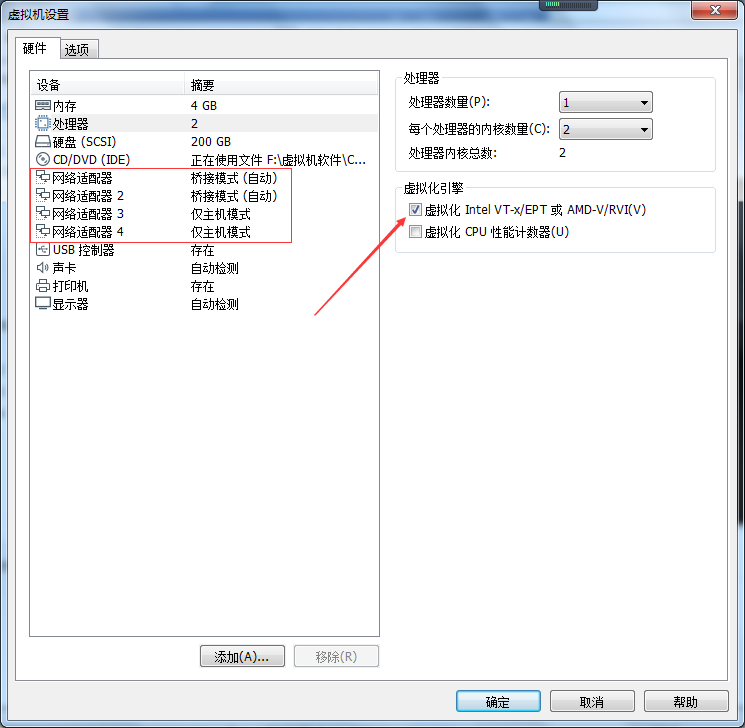 虚拟机设置
硬件 选项
设备 摘要
内存 4 GB
处理器 2
硬盘 (SCSI) 200 GB
CD/DVD (IDE) 正在使用文件 F:\虚拟机软件\C...
网络适配器 桥接模式 (自动)
网络适配器 2 桥接模式 (自动)
网络适配器 3 仅主机模式
网络适配器 4 仅主机模式
USB 控制器 存在
声卡 自动检测
打印机 存在
显示器 自动检测
添加(A)... 移除(R)
处理器
处理器数量(P): 1
每个处理器的内核数量(C): 2
处理器内核总数: 2
虚拟化引擎
虚拟化 Intel VT-x/EPT 或 AMD-V/RVI(V)
虚拟化 CPU 性能计数器(U)
确定 取消 帮助